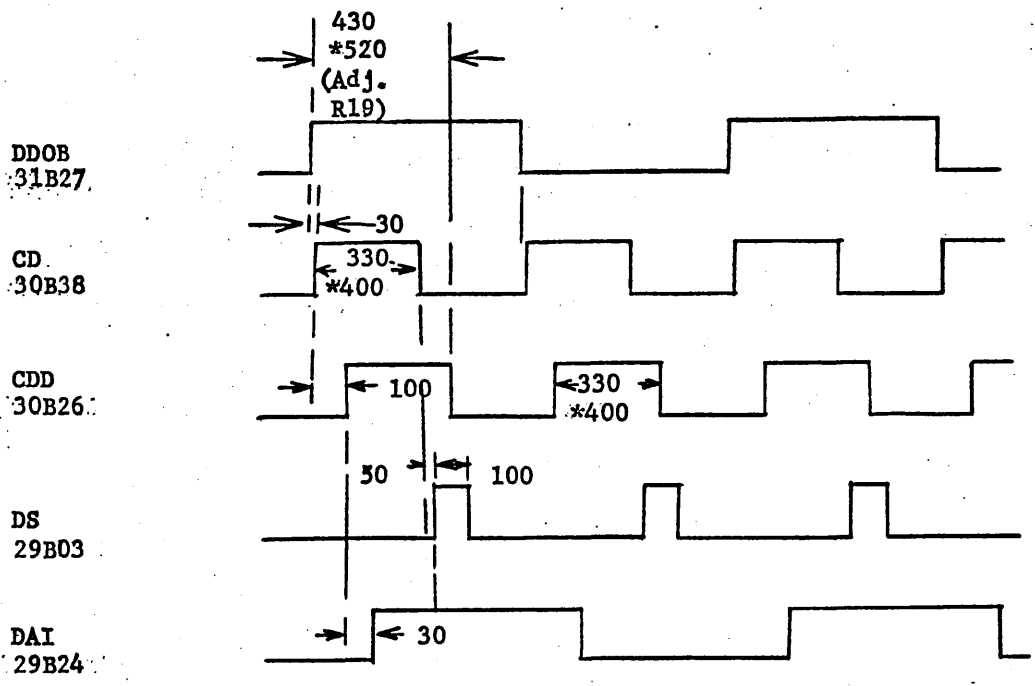 430
*520
(Adj.
R19)
DDOB
31B27
30
CD
30B38
330
*400
CDD
30B26
100
330
*400
50
100
DS
29B03
DAI
29B24
30